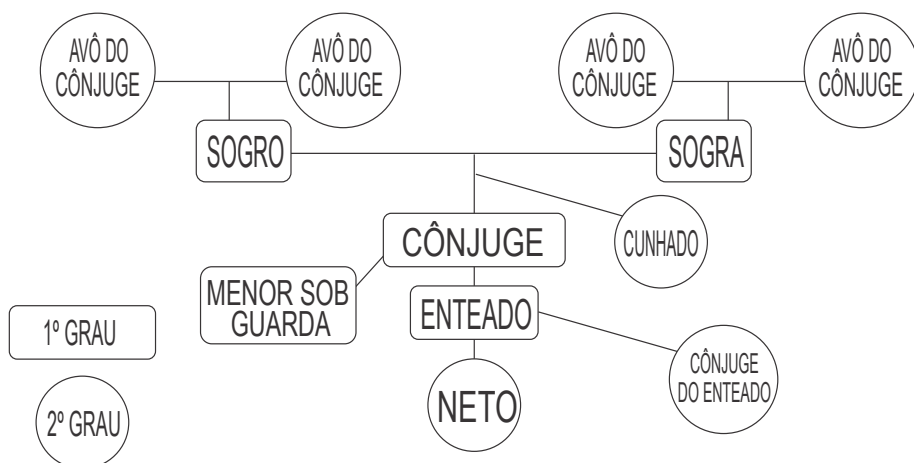 AVÔ DO
CÔNJUGE
AVÔ DO
CÔNJUGE
AVÔ DO
CÔNJUGE
AVÔ DO
CÔNJUGE
SOGRO
SOGRA
CÔNJUGE
CUNHADO
MENOR SOB
GUARDA
ENTEADO
1º GRAU
CÔNJUGE
DO ENTEADO
NETO
2º GRAU